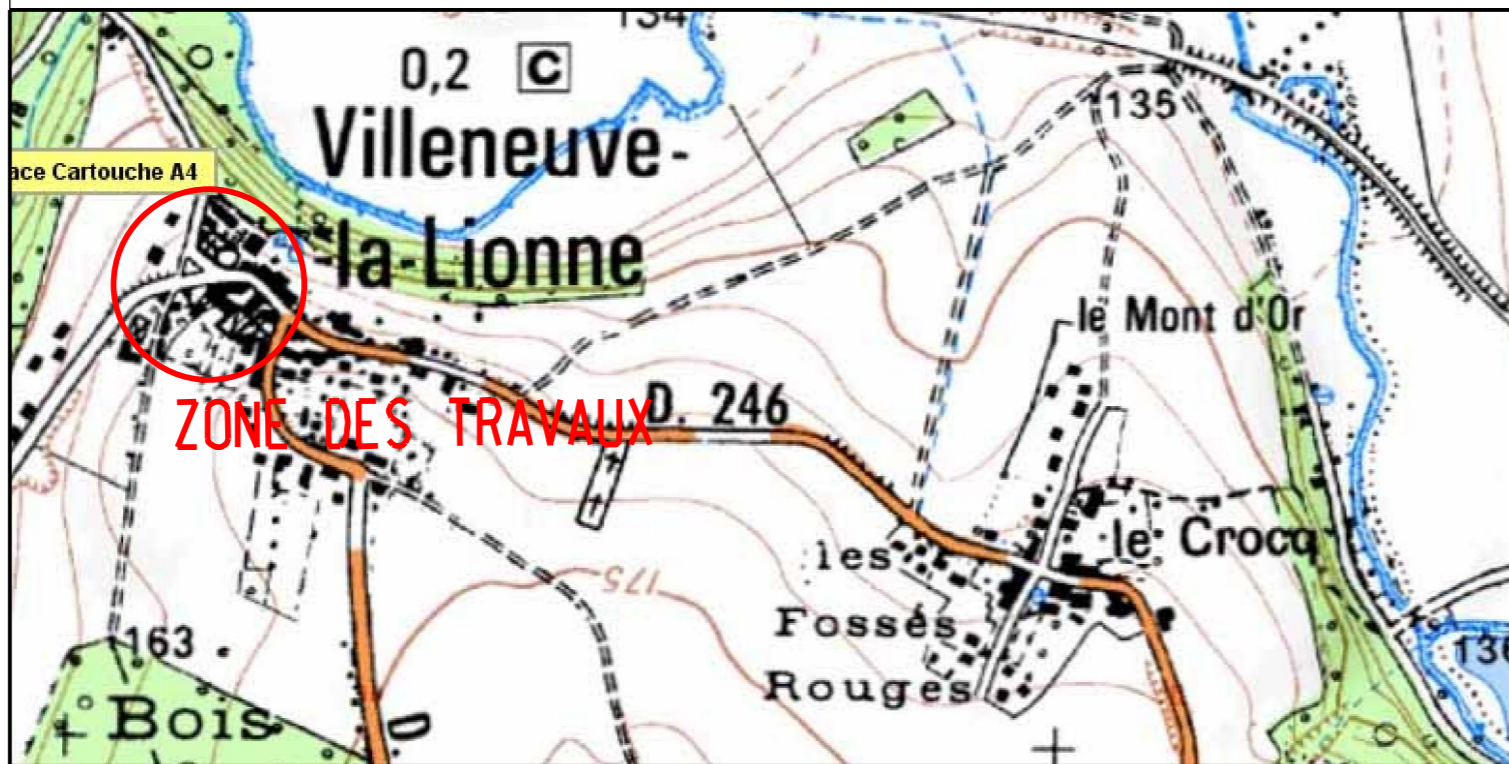 134
0,2 C
Villeneuve-
la-Lionne
135
ace Cartouche A4
le Mont d'Or
D. 246
ZONE DES TRAVAUX
le Crocq
les
Fossés
Rouges
175
163
136
Bois
D